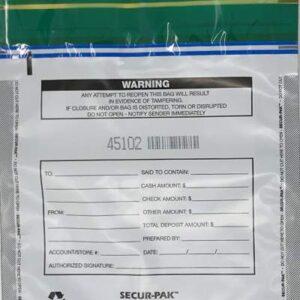 WARNING
ANY ATTEMPT TO REOPEN THIS BAG WILL RESULT
IN EVIDENCE OF TAMPERING.
IF CLOSURE AND/OR BAG IS DISTORTED, TORN OR DISRUPTED
DO NOT OPEN - NOTIFY SENDER IMMEDIATELY
45102
TO: SAID TO CONTAIN:
CASH AMOUNT: $
CHECK AMOUNT: $
FROM: OTHER AMOUNT: $
TOTAL DEPOSIT AMOUNT: $
PREPARED BY:
ACCOUNT/STORE #: DATE: / /
AUTHORIZED SIGNATURE:
SECUR-PAK